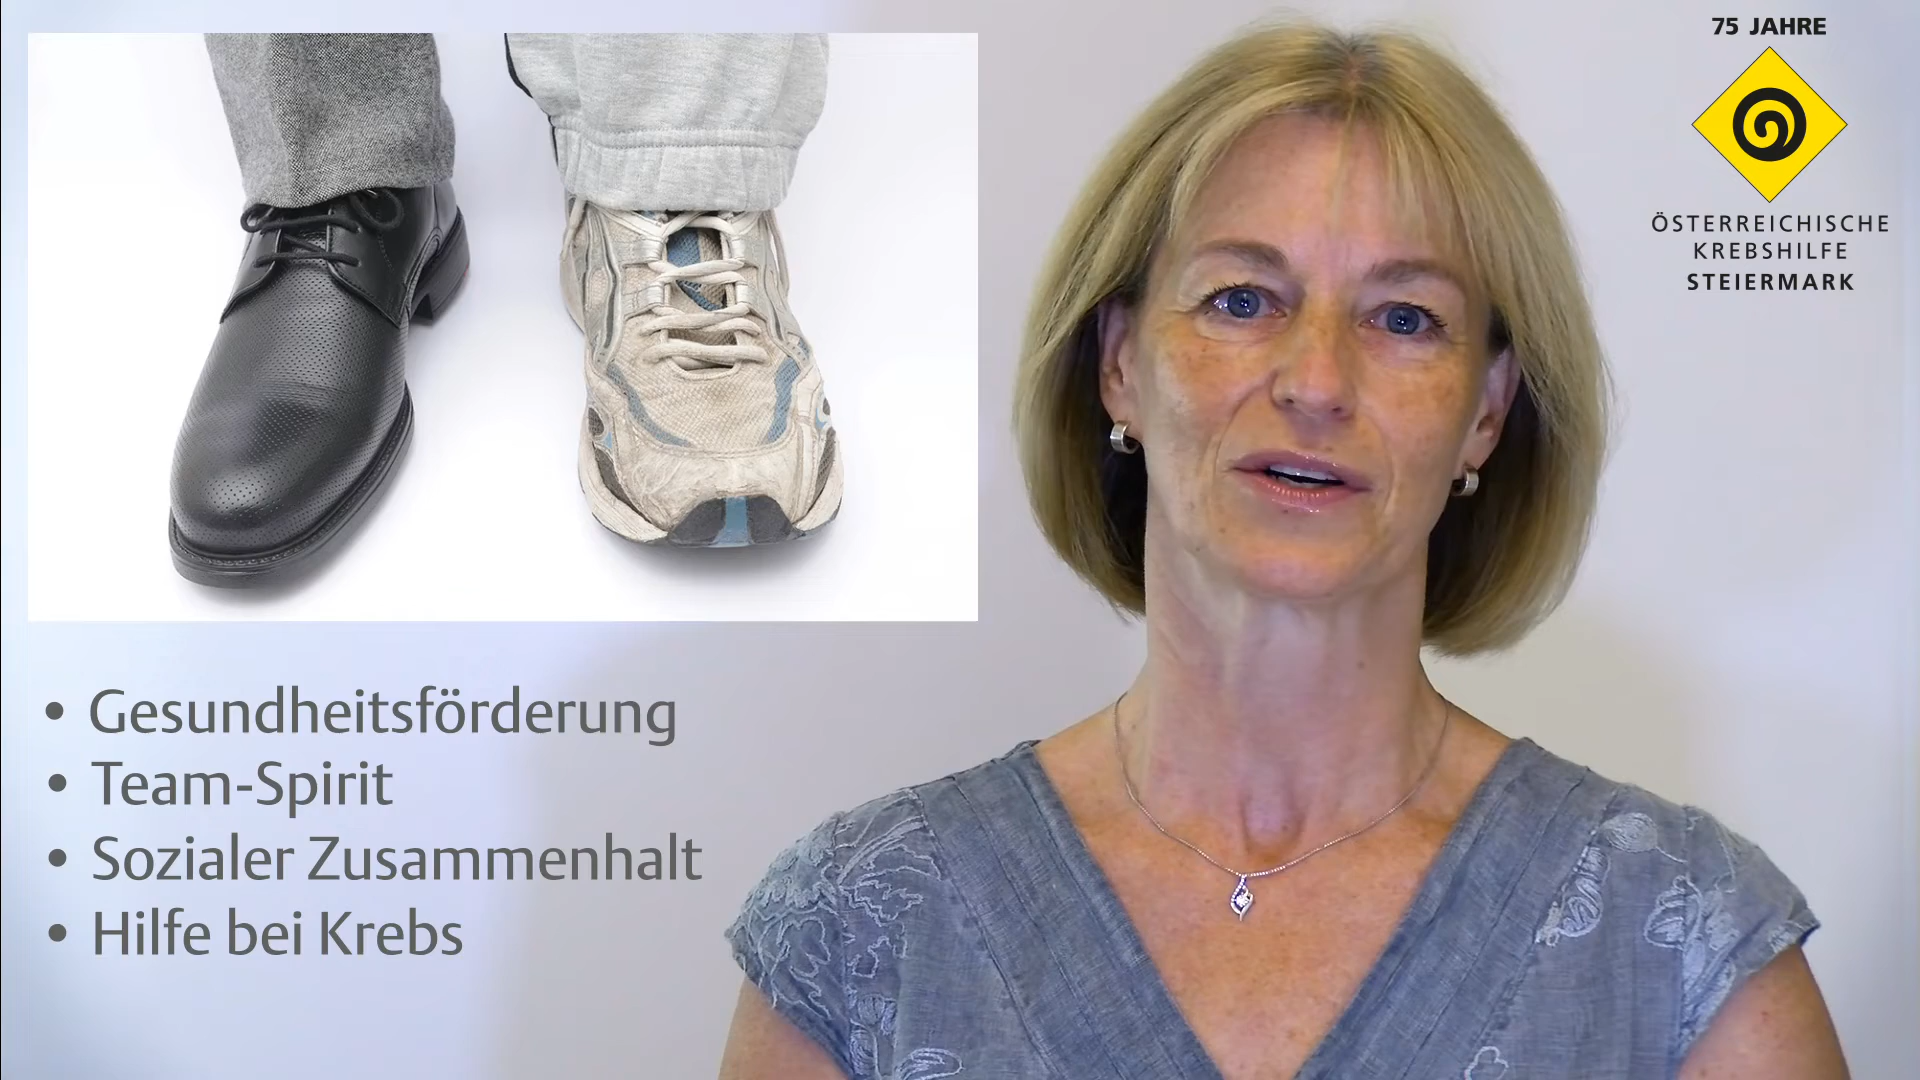 75 JAHRE
ÖSTERREICHISCHE
KREBSHILFE
STEIERMARK
• Gesundheitsförderung
• Team-Spirit
• Sozialer Zusammenhalt
• Hilfe bei Krebs